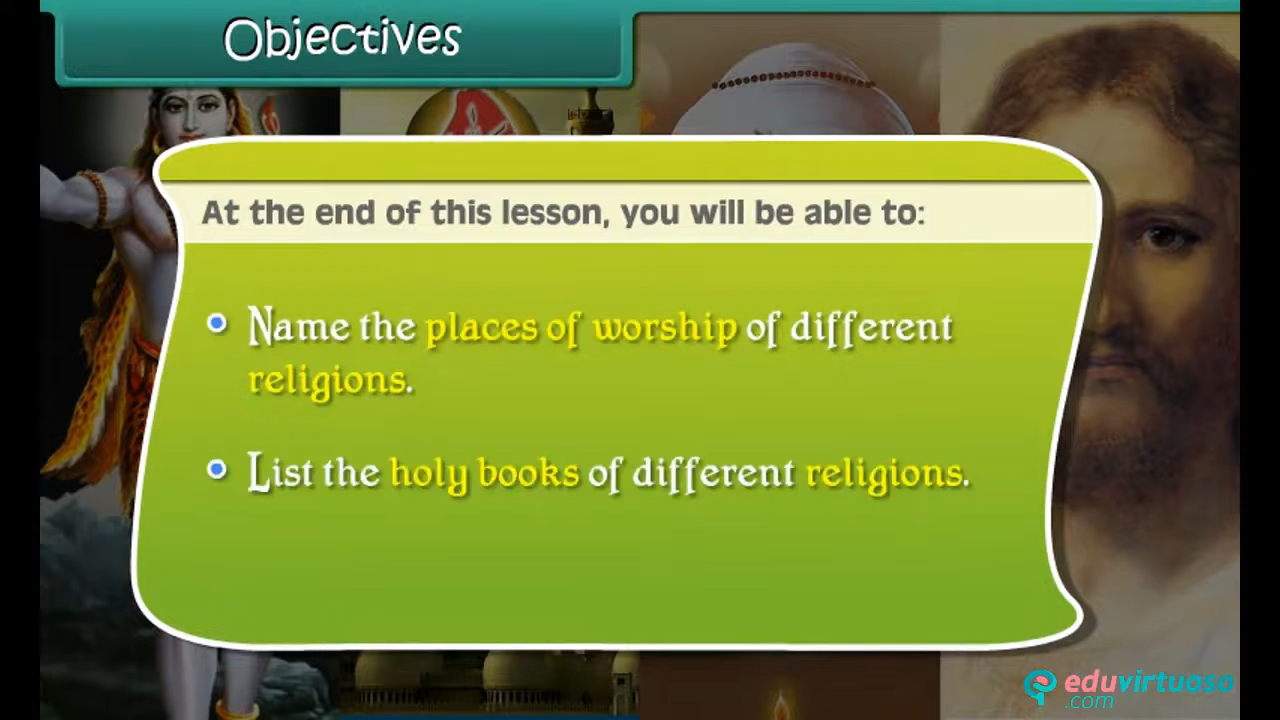 Objectives
At the end of this lesson, you will be able to:
Name the places of worship of different
religions.
List the holy books of different religions.
eduvirtuoso
.com